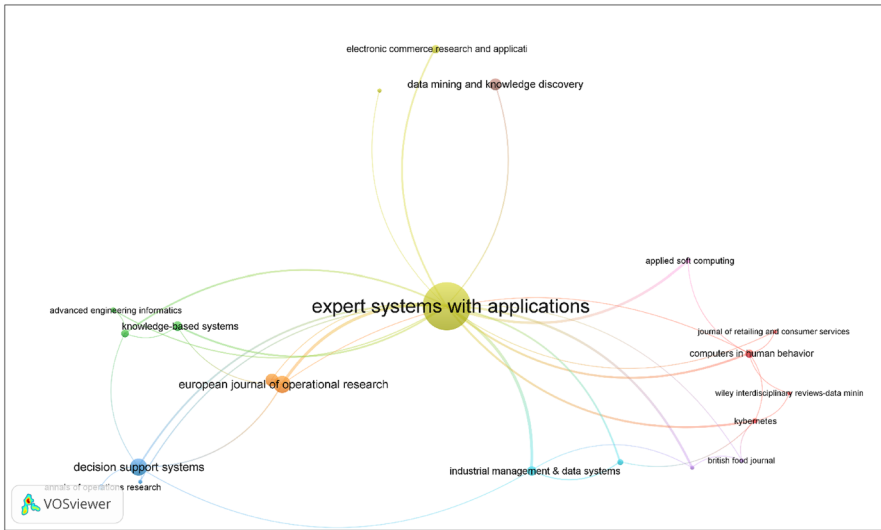 electronic commerce research and applicati
data mining and knowledge discovery
applied soft computing
expert systems with applications
advanced engineering informatics
knowledge-based systems
journal of retailing and consumer services
computers in human behavior
european journal of operational research
wiley interdisciplinary reviews-data minin
kybernetes
british food journal
decision support systems
industrial management & data systems
annals of operations research
VOSviewer